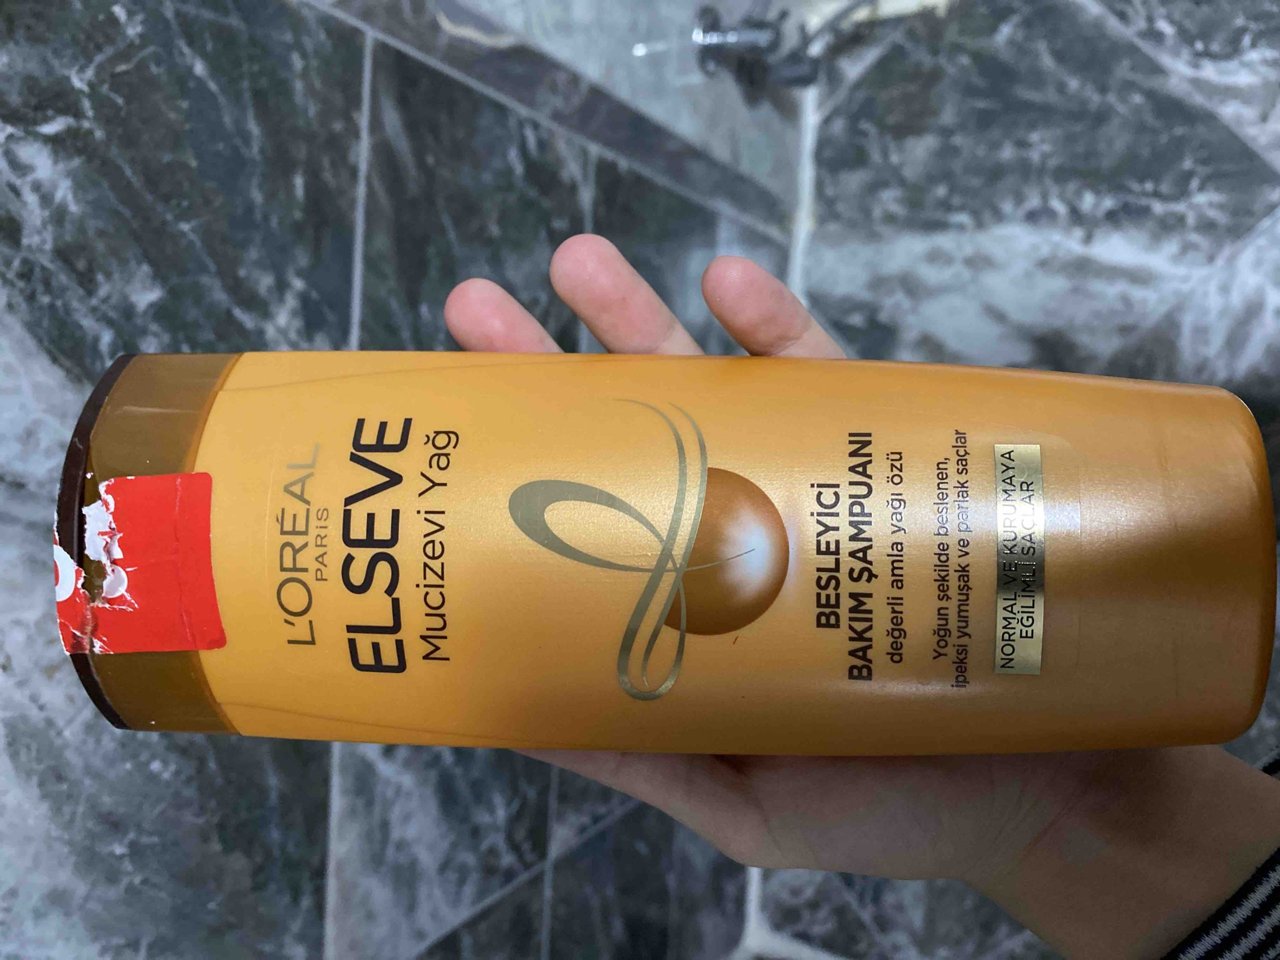 L'ORÉAL
PARİS
ELSEVE
Mucizevi Yağ
BESLEYİCİ
BAKIM ŞAMPUANI
değerli amla yağı özü
Yoğun şekilde beslenen,
ipeksi yumuşak ve parlak saçlar
NORMAL VE KURUMAYA
EĞİLİMLİ SAÇLAR